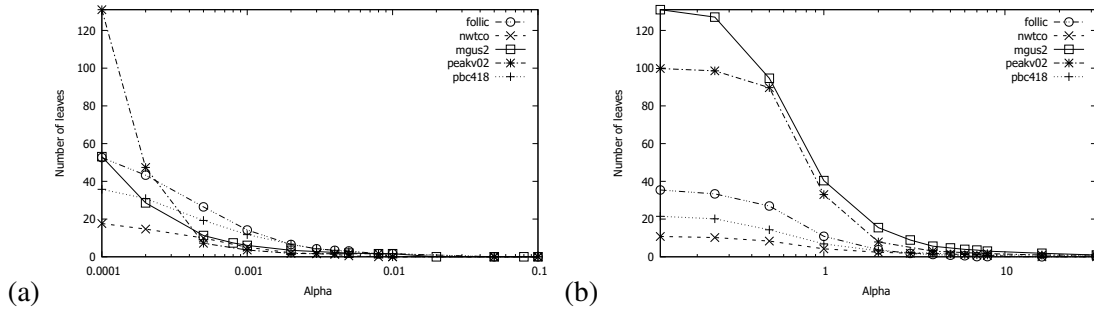 130
120
100
80
60
40
20
0
0.0001
0.001
0.01
0.1
Number of leaves
Alpha
follic
nwtco
mgus2
peakv02
pbc418
(a)
120
100
80
60
40
20
0
1
10
Number of leaves
Alpha
follic
nwtco
mgus2
peakv02
pbc418
(b)